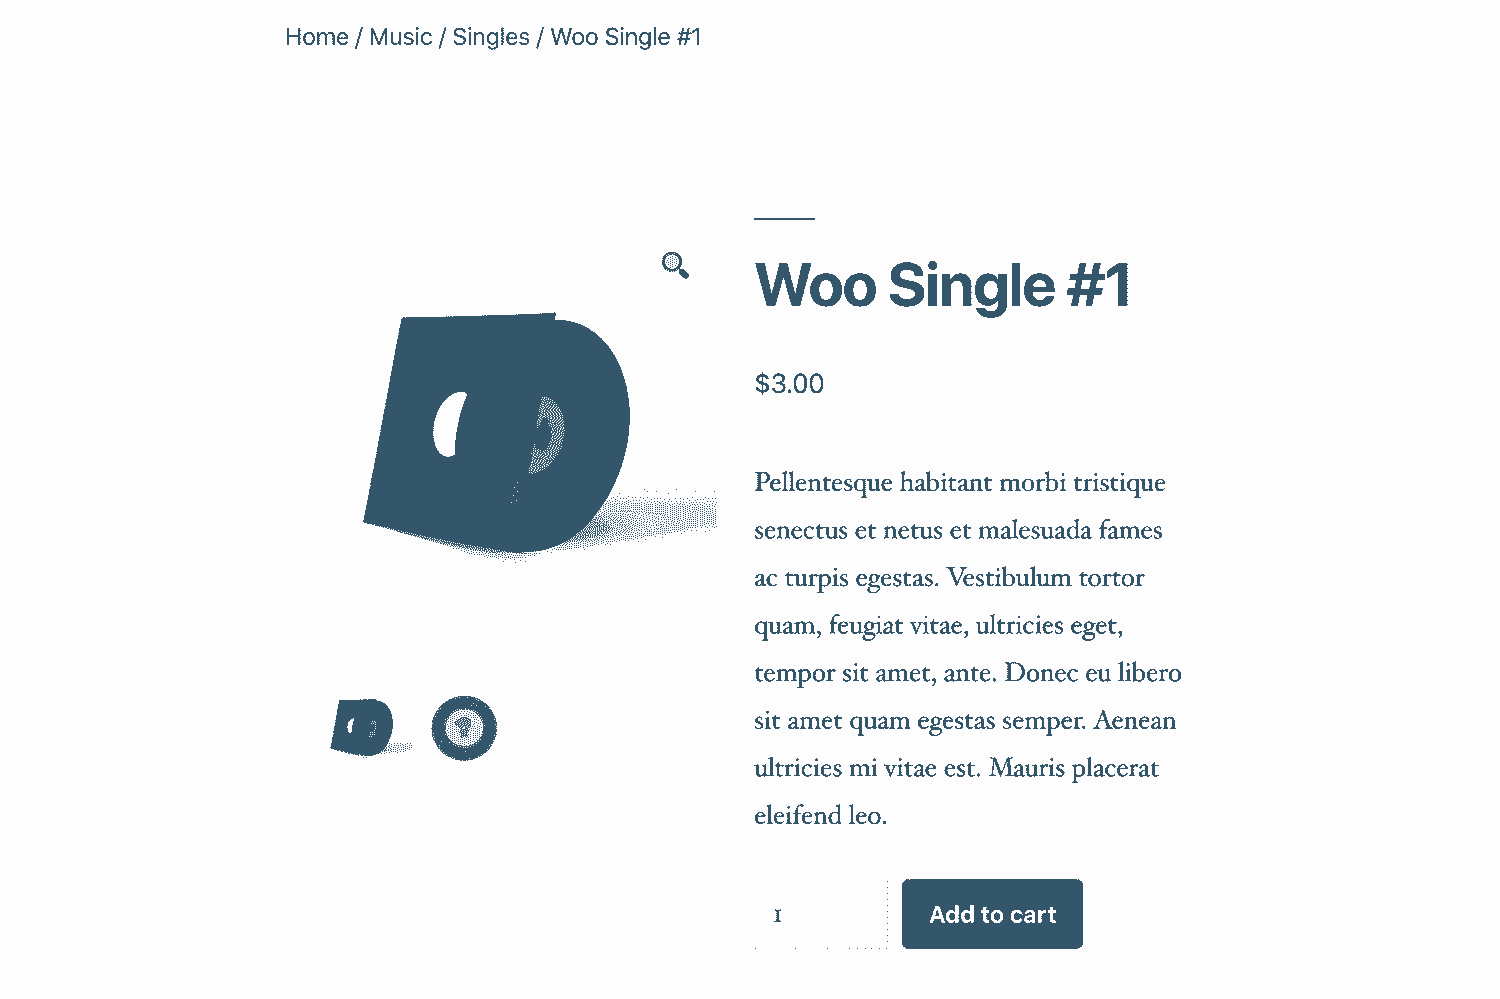 Home / Music / Singles / Woo Single #1
Woo Single #1
$3.00
Pellentesque habitant morbi tristique
senectus et netus et malesuada fames
ac turpis egestas. Vestibulum tortor
quam, feugiat vitae, ultricies eget,
tempor sit amet, ante. Donec eu libero
sit amet quam egestas semper. Aenean
ultricies mi vitae est. Mauris placerat
eleifend leo.
1
Add to cart